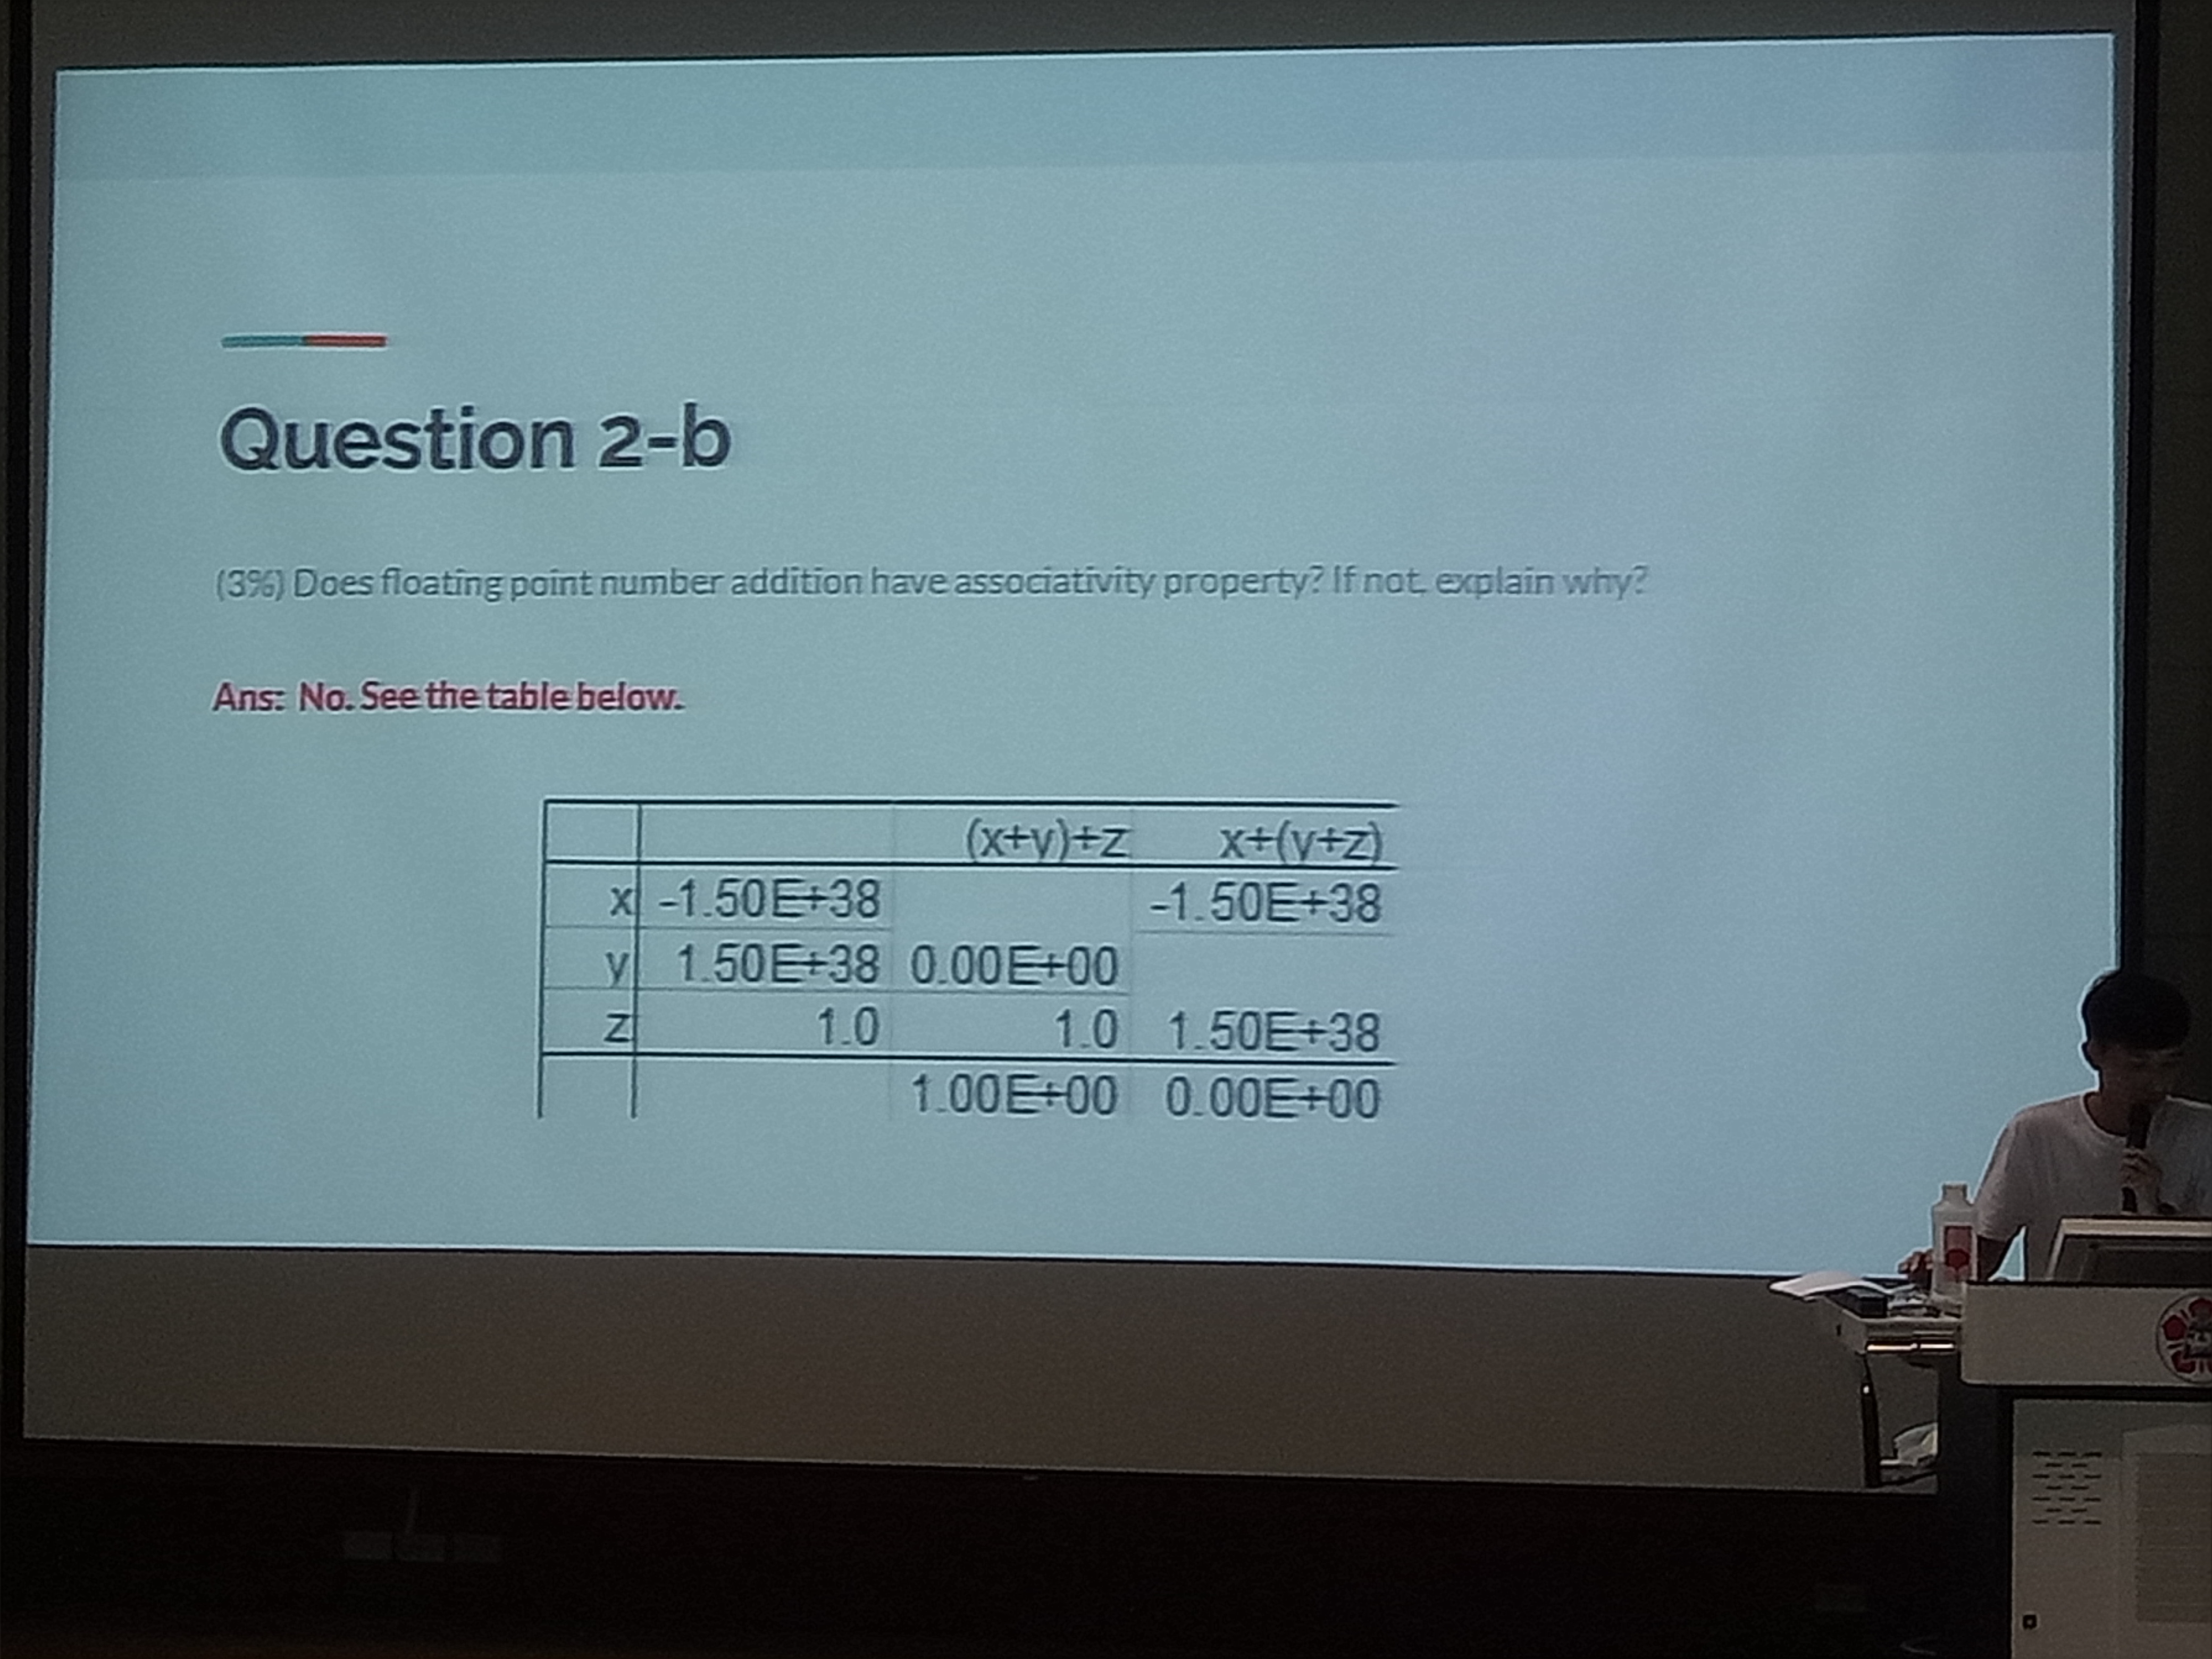 Question 2-b
(3%) Does floating point number addition have associativity property? If not, explain why?
Ans: No. See the table below.
(x+y)+z x+(y+z)
x -1.50E+38 -1.50E+38
y 1.50E+38 0.00E+00
z 1.0 1.0 1.50E+38
1.00E+00 0.00E+00